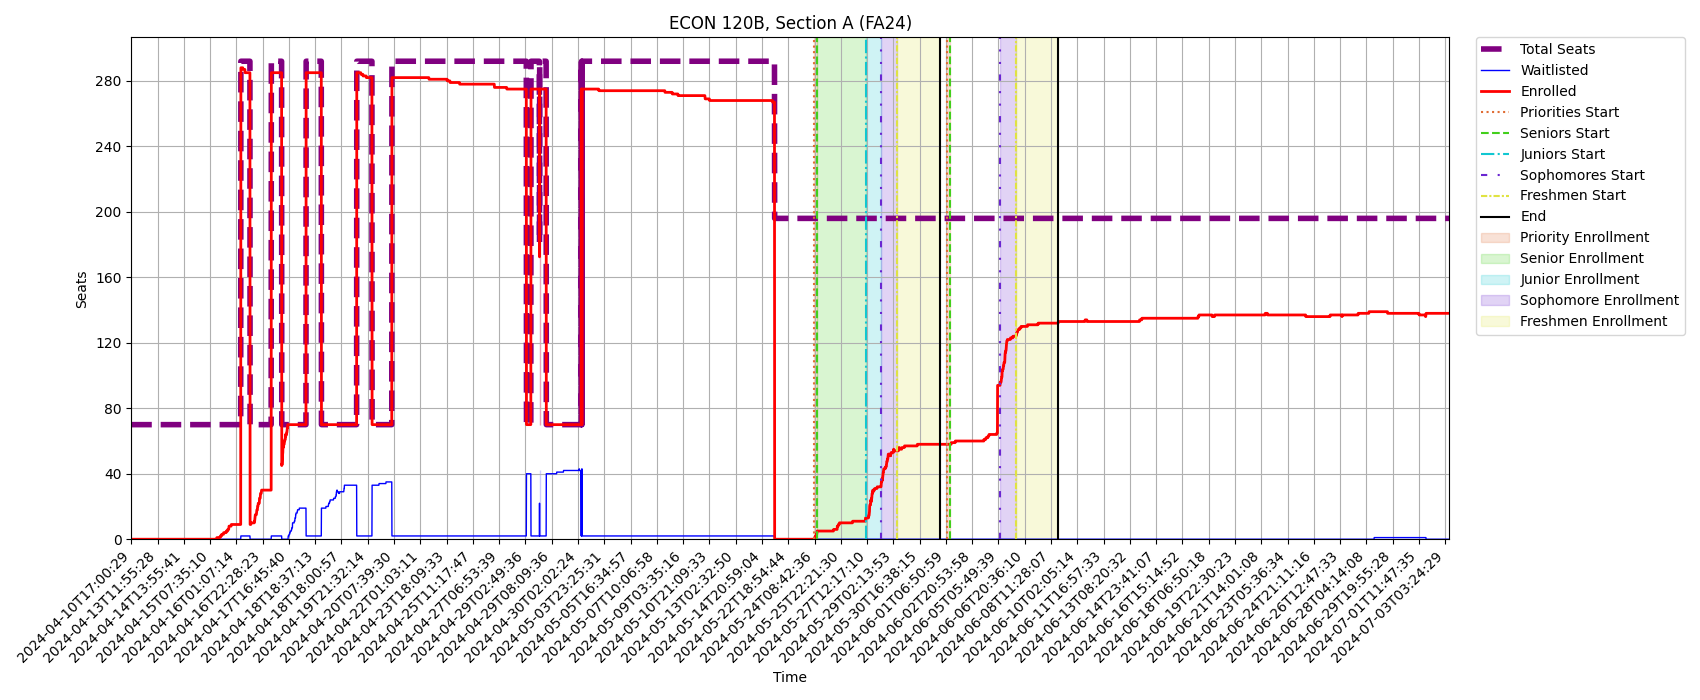 ECON 120B, Section A (FA24)
Seats
280
240
200
160
120
80
40
0
2024-04-10T17:00:29
2024-04-13T11:55:28
2024-04-14T13:55:41
2024-04-15T07:35:10
2024-04-16T01:07:14
2024-04-16T22:28:23
2024-04-17T16:45:40
2024-04-18T18:37:13
2024-04-18T18:00:57
2024-04-19T21:32:14
2024-04-20T07:39:30
2024-04-22T01:03:11
2024-04-23T18:09:33
2024-04-25T11:17:47
2024-04-27T06:53:39
2024-04-29T02:49:36
2024-04-29T08:09:36
2024-04-30T02:02:24
2024-05-03T23:25:31
2024-05-05T16:34:57
2024-05-07T10:06:58
2024-05-09T03:35:16
2024-05-10T21:09:33
2024-05-13T02:32:50
2024-05-14T20:59:04
2024-05-22T18:54:44
2024-05-24T08:42:36
2024-05-25T22:21:30
2024-05-27T12:17:10
2024-05-29T02:13:53
2024-05-30T16:38:15
2024-06-01T06:50:59
2024-06-02T20:53:58
2024-06-05T05:49:39
2024-06-06T20:36:10
2024-06-08T11:28:07
2024-06-10T02:05:14
2024-06-11T16:57:33
2024-06-13T08:20:32
2024-06-14T23:41:07
2024-06-16T15:14:52
2024-06-18T06:50:18
2024-06-19T22:30:23
2024-06-21T14:01:08
2024-06-23T05:36:34
2024-06-24T21:11:16
2024-06-26T12:47:33
2024-06-28T04:14:08
2024-06-29T19:55:28
2024-07-01T11:47:35
2024-07-03T03:24:29
Time
Total Seats
Waitlisted
Enrolled
Priorities Start
Seniors Start
Juniors Start
Sophomores Start
Freshmen Start
End
Priority Enrollment
Senior Enrollment
Junior Enrollment
Sophomore Enrollment
Freshmen Enrollment